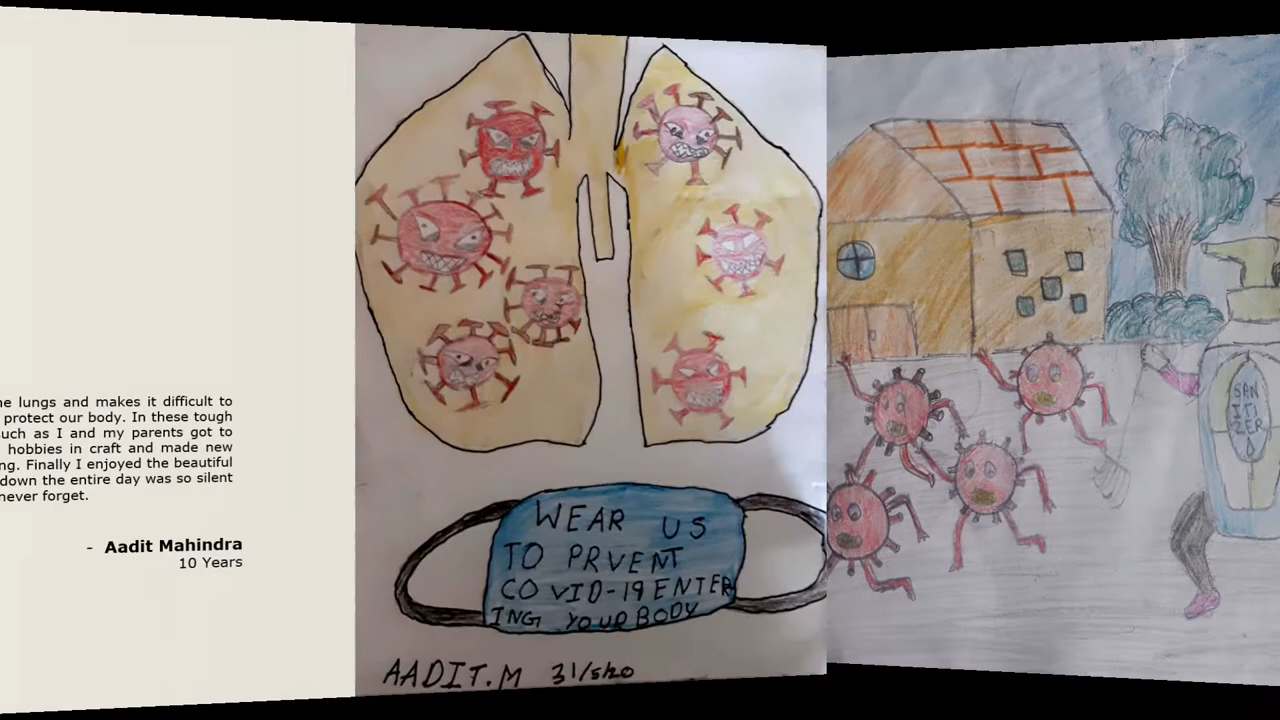 ne lungs and makes it difficult to
protect our body. In these tough
uch as I and my parents got to
hobbies in craft and made new
ng. Finally I enjoyed the beautiful
down the entire day was so silent
never forget.
- Aadit Mahindra
10 Years
WEAR US
TO PRVENT
COVID-19 ENTER
ING YOUR BODY
AADIT.M 31/5/20
SAN
ITI
ZER